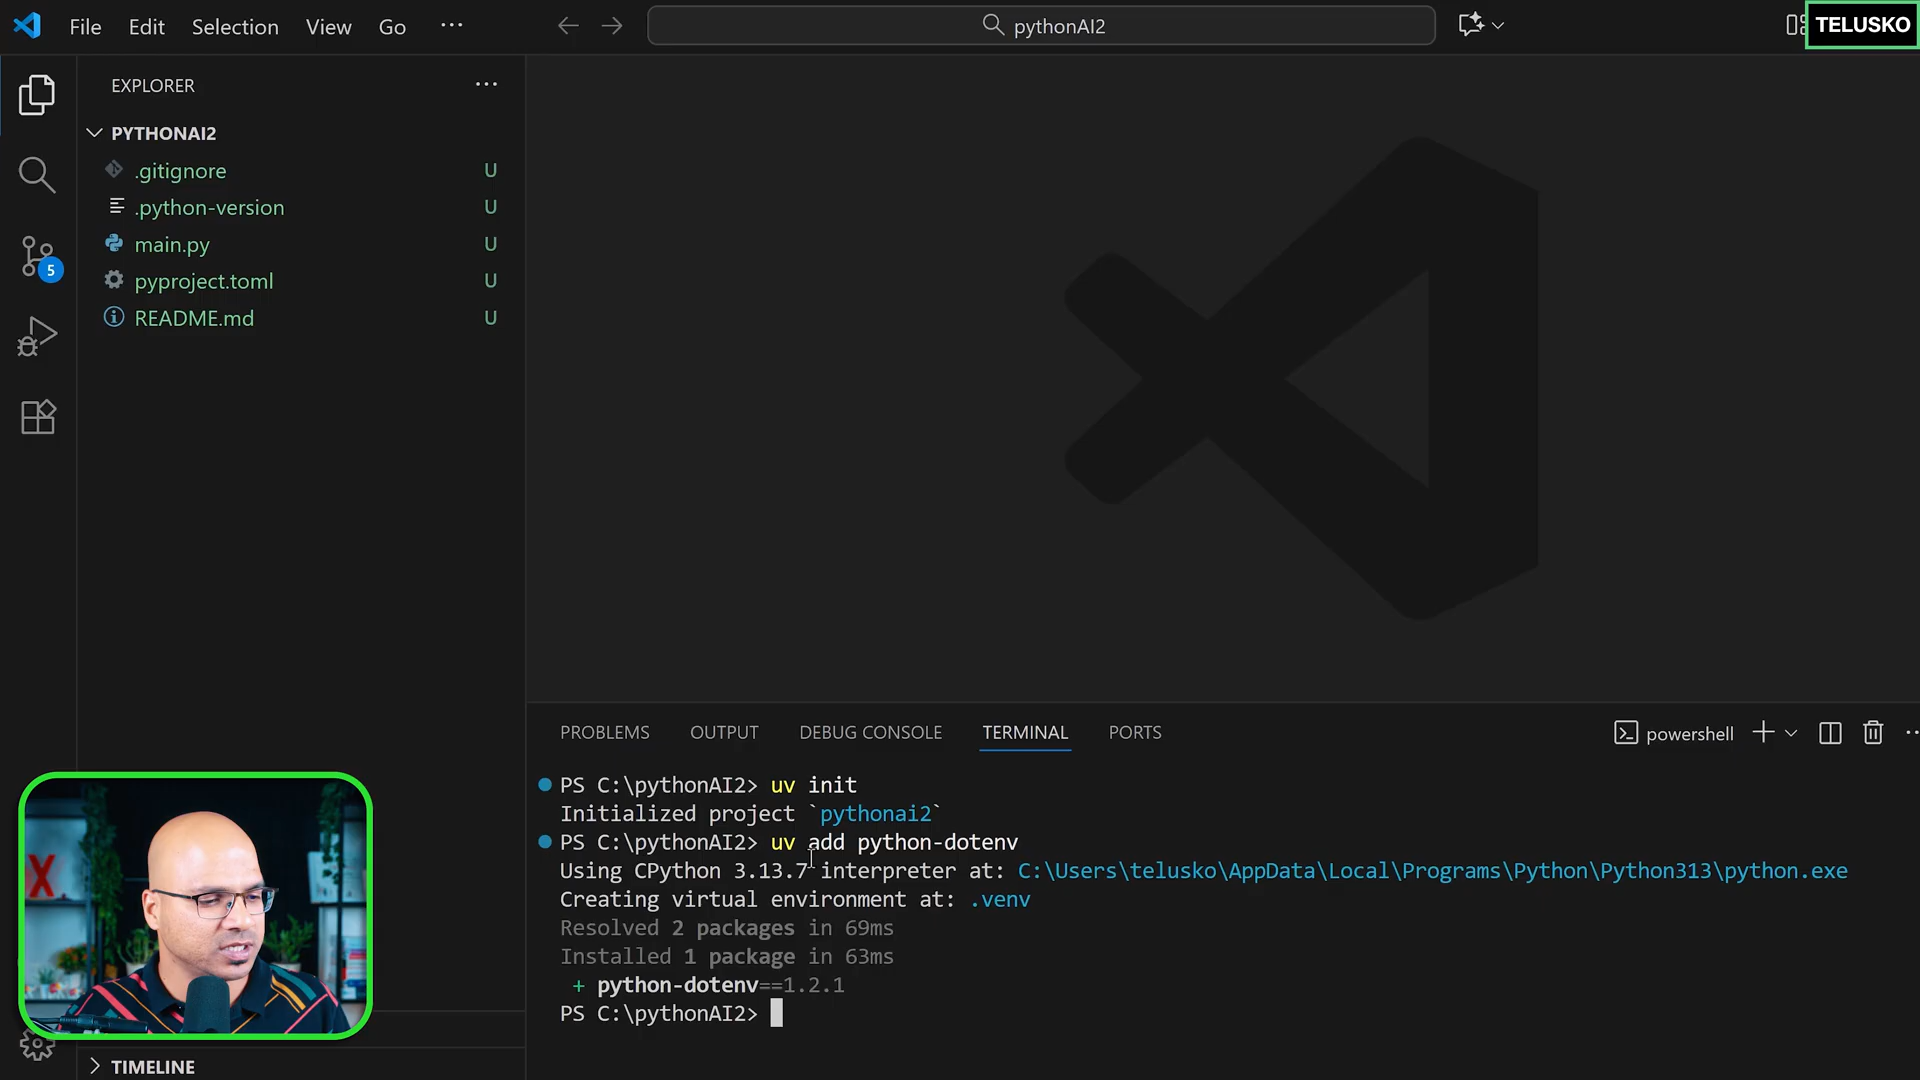 File Edit Selection View Go ...
pythonAI2
TELUSKO
EXPLORER ...
PYTHONAI2
.gitignore U
.python-version U
main.py U
pyproject.toml U
README.md U
5
PROBLEMS OUTPUT DEBUG CONSOLE TERMINAL PORTS
powershell
PS C:\pythonAI2> uv init
Initialized project `pythonai2`
PS C:\pythonAI2> uv add python-dotenv
Using CPython 3.13.7 interpreter at: C:\Users\telusko\AppData\Local\Programs\Python\Python313\python.exe
Creating virtual environment at: .venv
Resolved 2 packages in 69ms
Installed 1 package in 63ms
+ python-dotenv==1.2.1
PS C:\pythonAI2>
X
TIMELINE